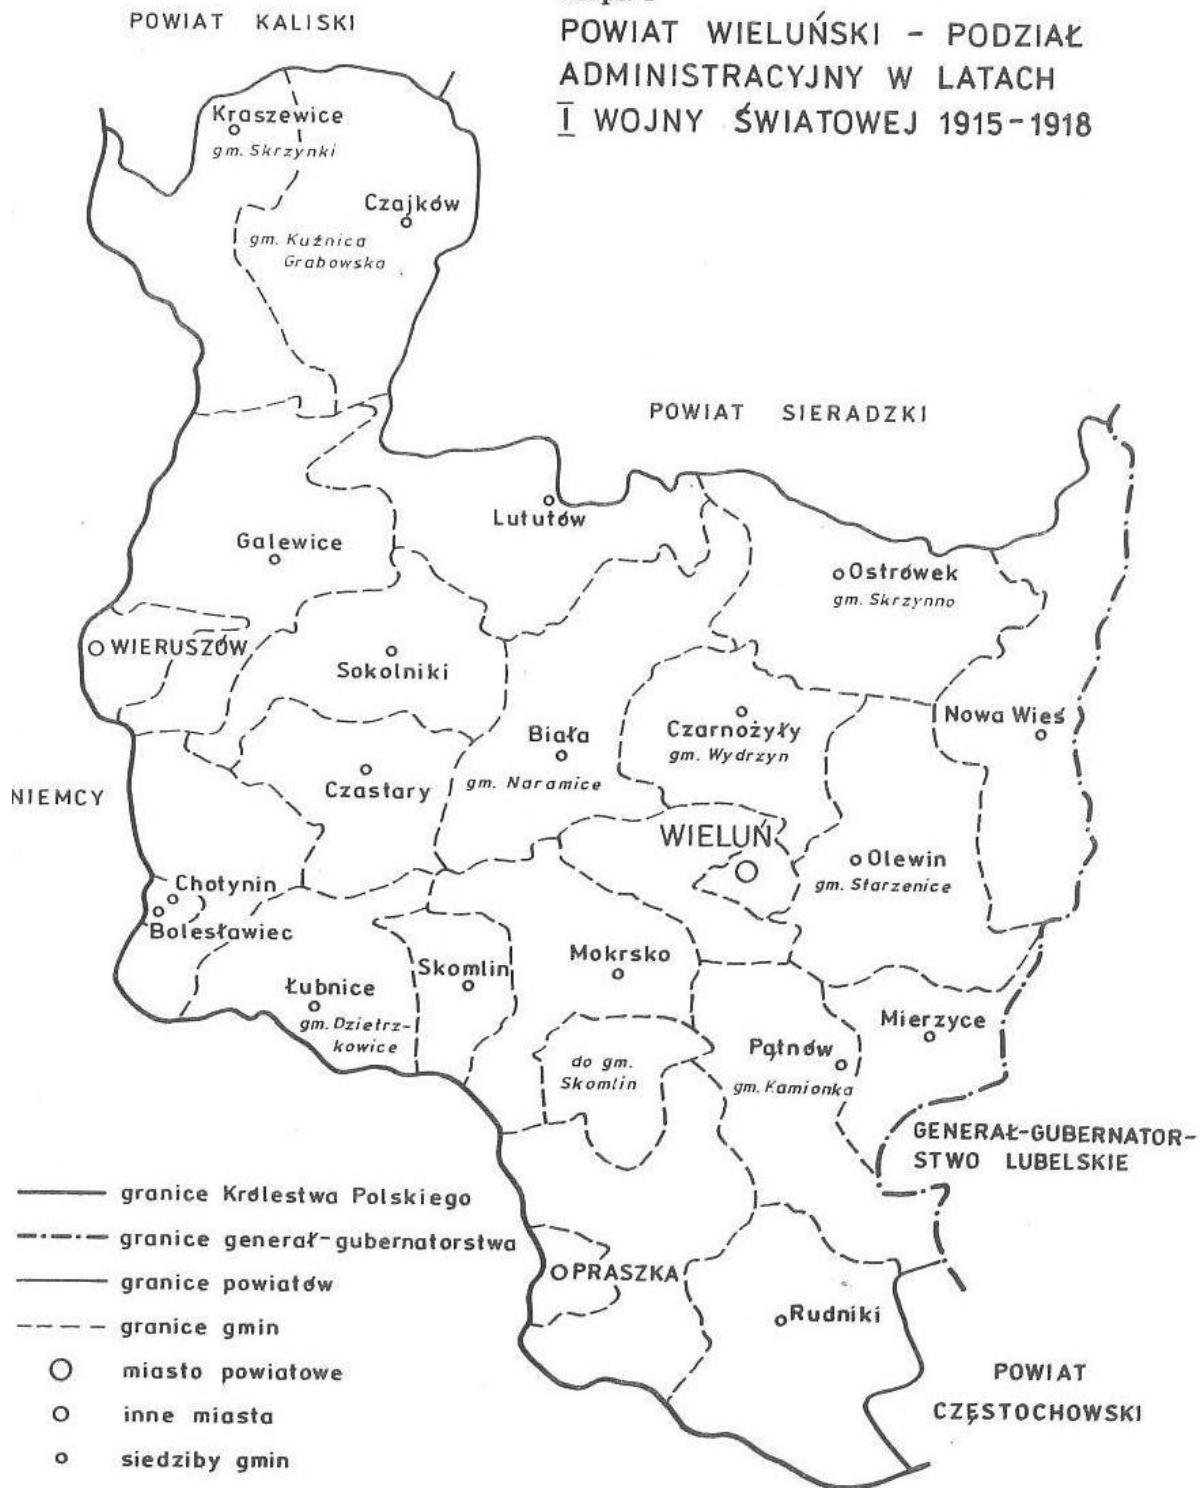 POWIAT KALISKI
POWIAT WIELUŃSKI - PODZIAŁ
ADMINISTRACYJNY W LATACH
I WOJNY ŚWIATOWEJ 1915-1918
Kraszewice
gm. Skrzynki
Czajków
gm. Kuźnica
Grabowska
POWIAT SIERADZKI
Lututów
Galewice
Ostrówek
gm. Skrzynno
WIERUSZÓW
Sokolniki
Nowa Wieś
Czarnożyły
gm. Wydrzyn
Biała
gm. Naramice
Czastary
NIEMCY
WIELUŃ
Olewin
gm. Starzenice
Chotynin
Bolesławiec
Skomlin
Mokrsko
Łubnice
gm. Dzietrz-
kowice
Mierzyce
Pątnów
gm. Kamionka
do gm.
Skomlin
GENERAŁ-GUBERNATOR-
STWO LUBELSKIE
PRASZKA
Rudniki
POWIAT
CZĘSTOCHOWSKI
granice Królestwa Polskiego
granice generał-gubernatorstwa
granice powiatów
granice gmin
miasto powiatowe
inne miasta
siedziby gmin